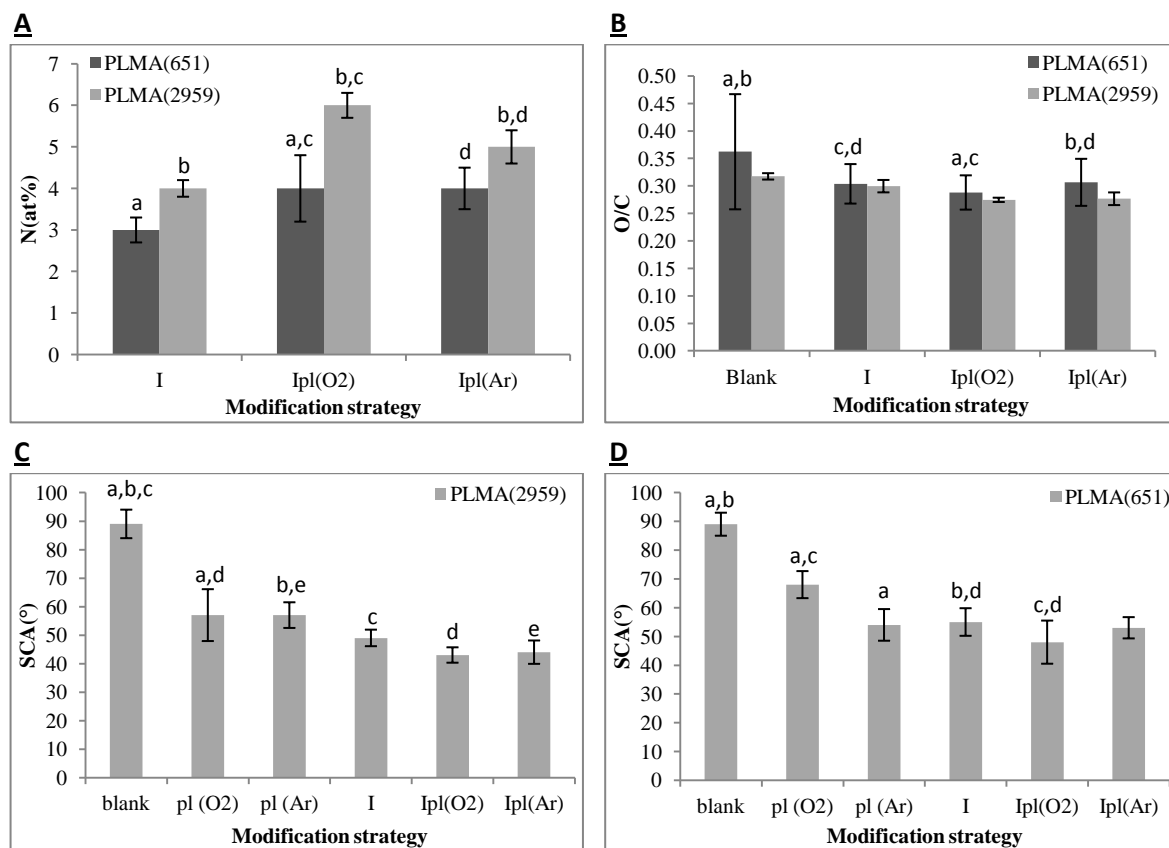 A
N(at%)
7
6
5
4
3
2
1
0
PLMA(651)
PLMA(2959)
a
b
a,c
b,c
d
b,d
I Ipl(O2) Ipl(Ar)
Modification strategy
B
O/C
0.50
0.45
0.40
0.35
0.30
0.25
0.20
0.15
0.10
0.05
0.00
PLMA(651)
PLMA(2959)
a,b
c,d
a,c
b,d
Blank I Ipl(O2) Ipl(Ar)
Modification strategy
C
SCA(°)
100
90
80
70
60
50
40
30
20
10
0
PLMA(2959)
a,b,c
a,d
b,e
c
d
e
blank pl (O2) pl (Ar) I Ipl(O2) Ipl(Ar)
Modification strategy
D
SCA(°)
100
90
80
70
60
50
40
30
20
10
0
PLMA(651)
a,b
a,c
a
b,d
c,d
blank pl (O2) pl (Ar) I Ipl(O2) Ipl(Ar)
Modification strategy